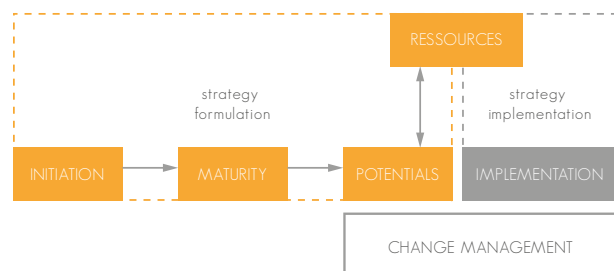 RESSOURCES
strategy
formulation
strategy
implementation
INITIATION
MATURITY
POTENTIALS
IMPLEMENTATION
CHANGE MANAGEMENT